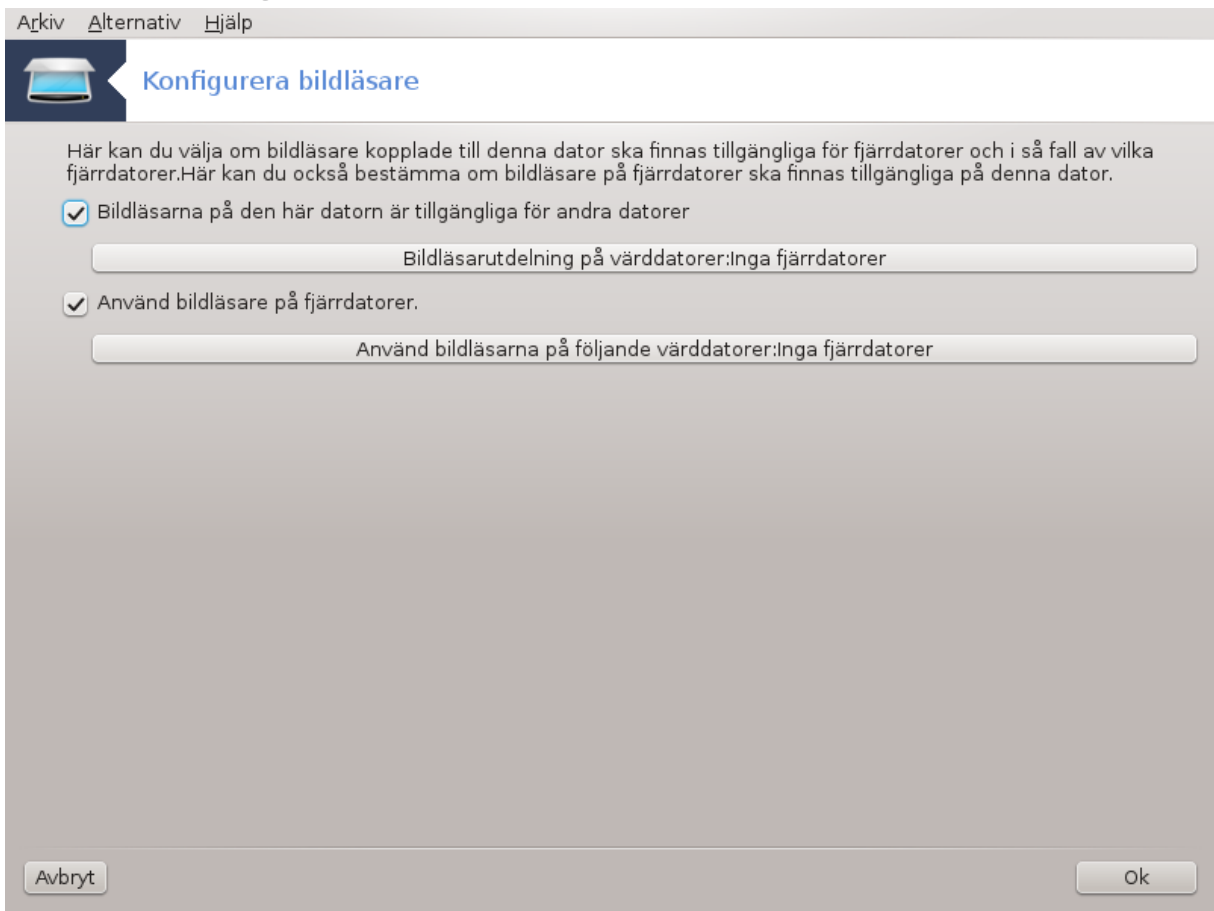 Arkiv Alternativ Hjälp
Konfigurera bildläsare
Här kan du välja om bildläsare kopplade till denna dator ska finnas tillgängliga för fjärrdatorer och i så fall av vilka
fjärrdatorer.Här kan du också bestämma om bildläsare på fjärrdatorer ska finnas tillgängliga på denna dator.
Bildläsarna på den här datorn är tillgängliga för andra datorer
Bildläsarutdelning på värddatorer:Inga fjärrdatorer
Använd bildläsare på fjärrdatorer.
Använd bildläsarna på följande värddatorer:Inga fjärrdatorer
Avbryt Ok